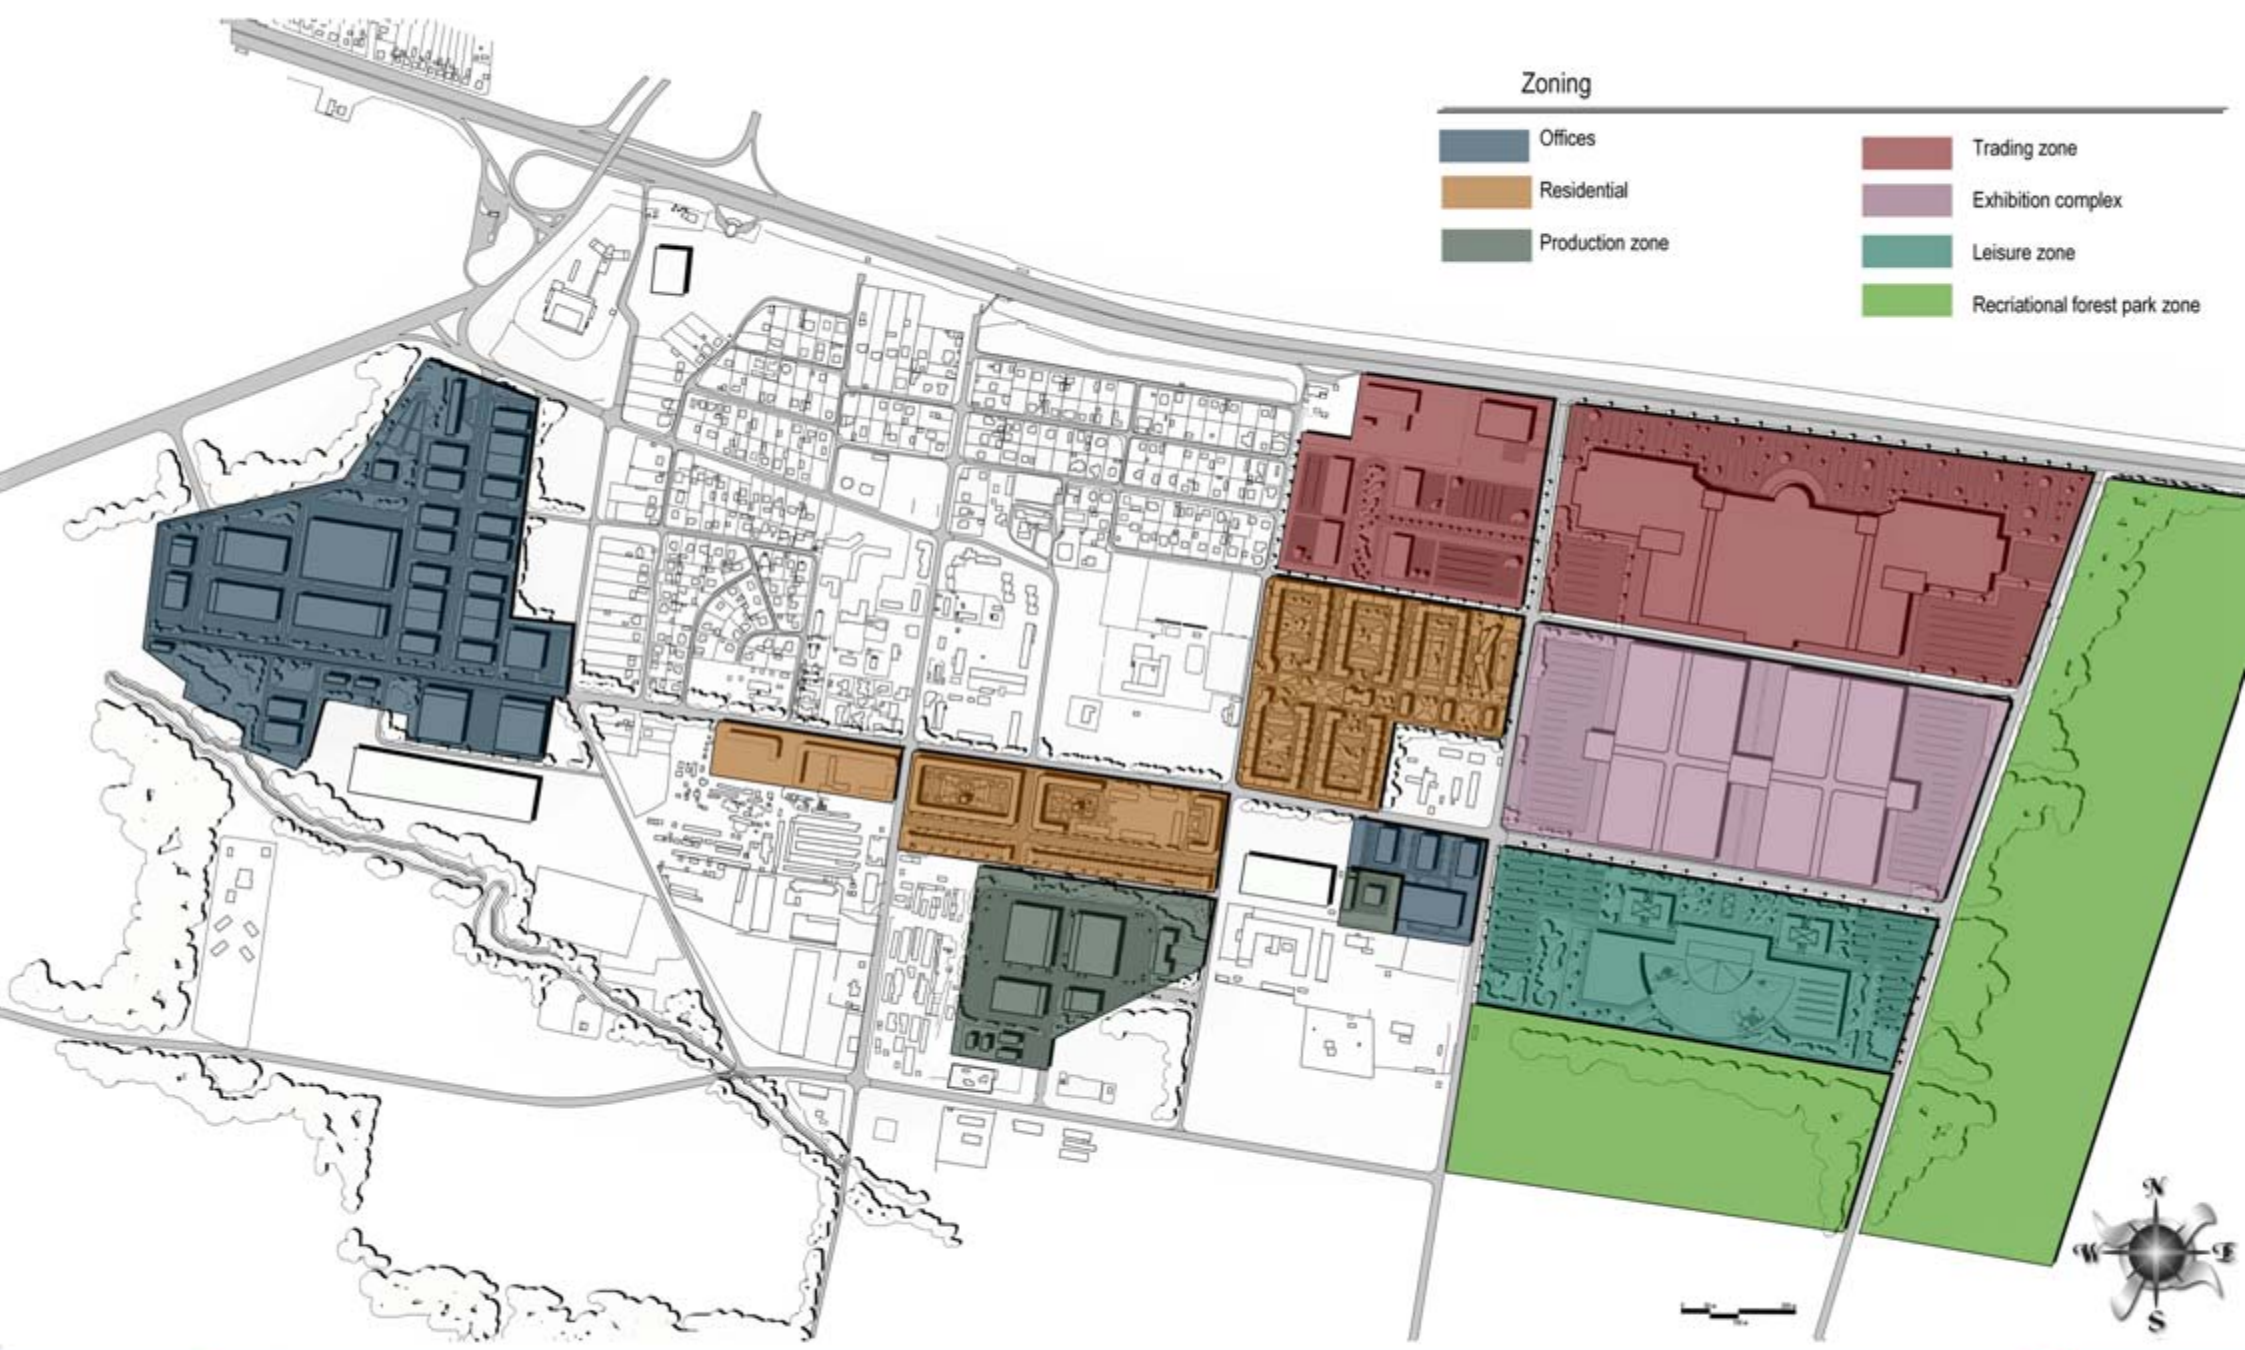 Zoning
Offices
Residential
Production zone
Trading zone
Exhibition complex
Leisure zone
Recriational forest park zone
N
W
E
S